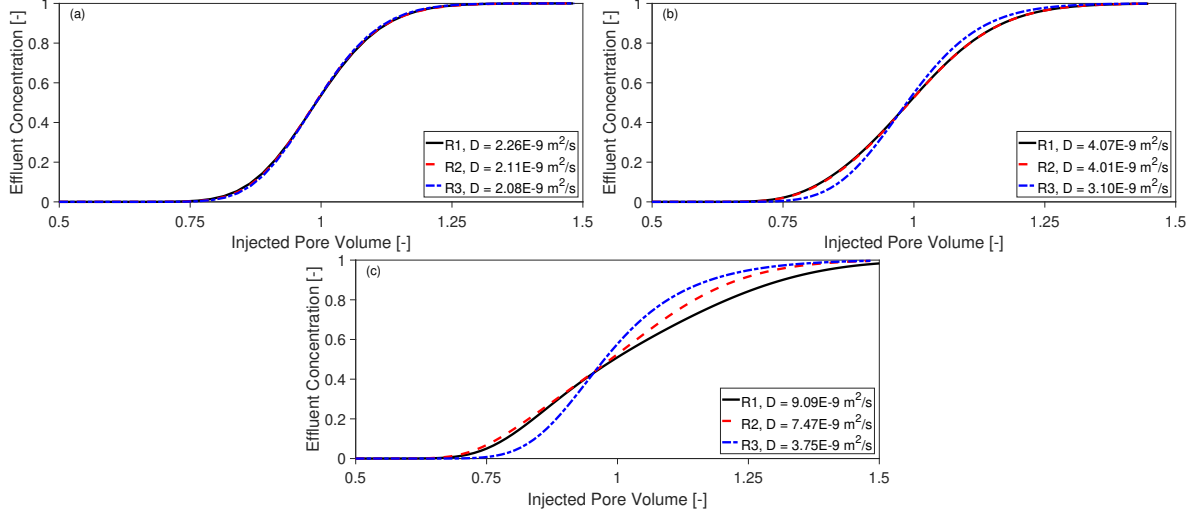 (a)
Effluent Concentration [-]
1
0.8
0.6
0.4
0.2
0
R1, D = 2.26E-9 m²/s
R2, D = 2.11E-9 m²/s
R3, D = 2.08E-9 m²/s
0.5 0.75 1 1.25 1.5
Injected Pore Volume [-]
(b)
Effluent Concentration [-]
1
0.8
0.6
0.4
0.2
0
R1, D = 4.07E-9 m²/s
R2, D = 4.01E-9 m²/s
R3, D = 3.10E-9 m²/s
0.5 0.75 1 1.25 1.5
Injected Pore Volume [-]
(c)
Effluent Concentration [-]
1
0.8
0.6
0.4
0.2
0
R1, D = 9.09E-9 m²/s
R2, D = 7.47E-9 m²/s
R3, D = 3.75E-9 m²/s
0.5 0.75 1 1.25 1.5
Injected Pore Volume [-]